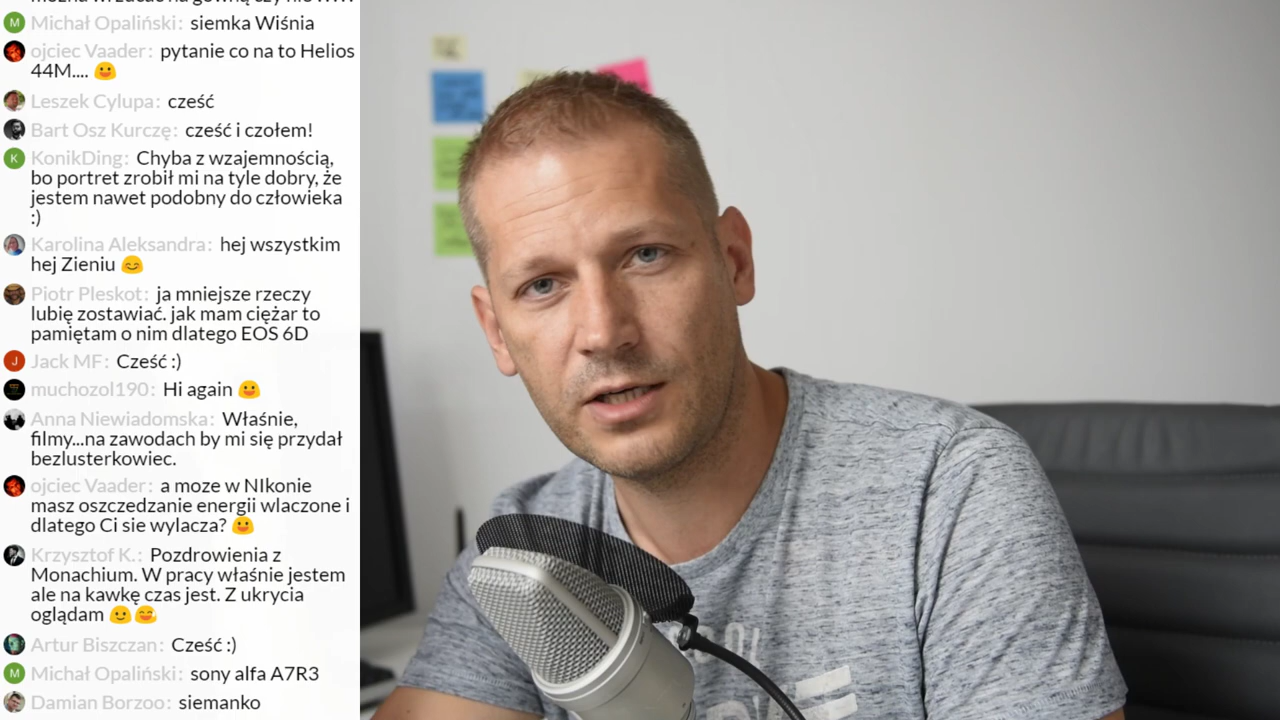 Michał Opaliński: siemka Wiśnia
ojciec Vaader: pytanie co na to Helios
44M.... 😀
Leszek Cylupa: cześć
Bart Osz Kurczę: cześć i czołem!
KonikDing: Chyba z wzajemnością,
bo portret zrobił mi na tyle dobry, że
jestem nawet podobny do człowieka
:)
Karolina Aleksandra: hej wszystkim
hej Zieniu 😊
Piotr Pleskot: ja mniejsze rzeczy
lubię zostawiać. jak mam ciężar to
pamiętam o nim dlatego EOS 6D
Jack MF: Cześć :)
muchozol190: Hi again 😀
Anna Niewiadomska: Właśnie,
filmy...na zawodach by mi się przydał
bezlusterkowiec.
ojciec Vaader: a moze w NIkonie
masz oszczedzanie energii wlaczone i
dlatego Ci sie wylacza? 😀
Krzysztof K.: Pozdrowienia z
Monachium. W pracy właśnie jestem
ale na kawkę czas jest. Z ukrycia
oglądam 🙂😄
Artur Biszczan: Cześć :)
Michał Opaliński: sony alfa A7R3
Damian Borzoo: siemanko